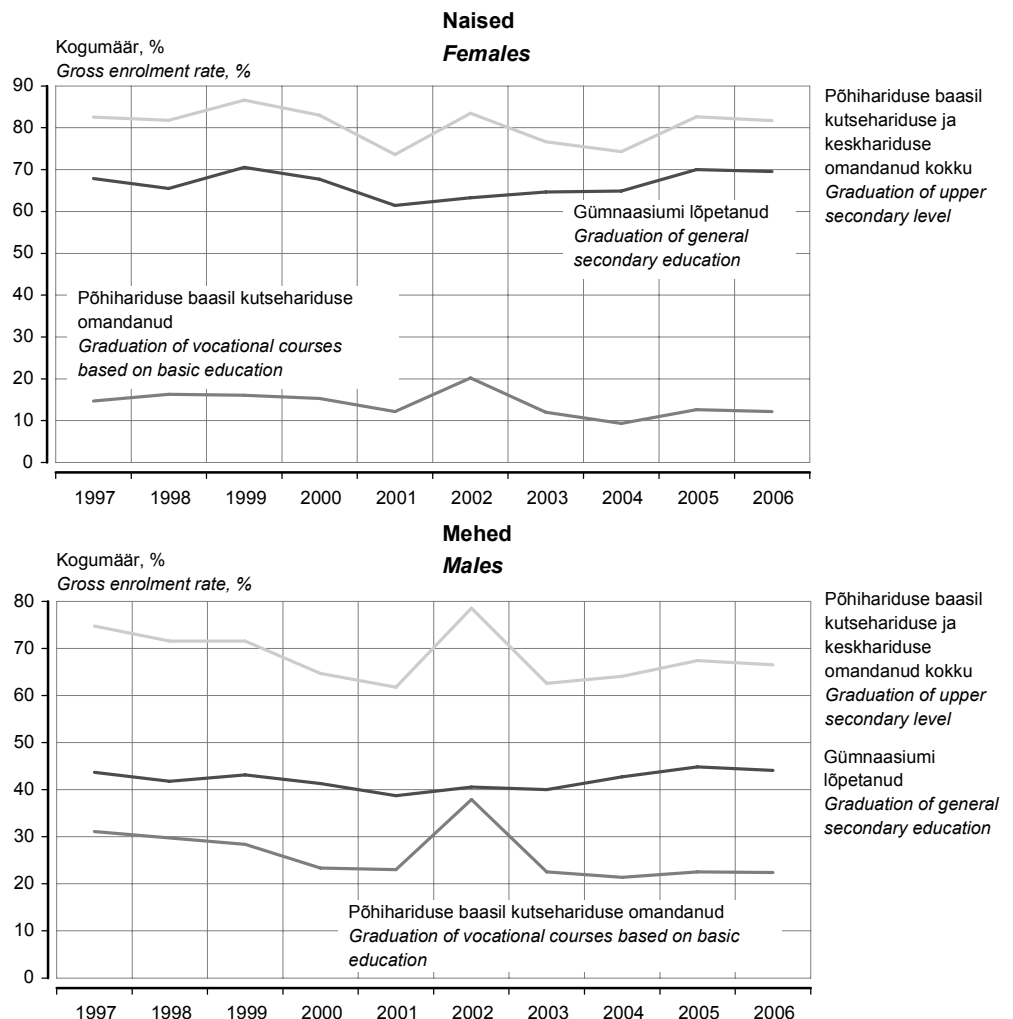 Naised
Females
Kogumäär, %
Gross enrolment rate, %
90
80
70
60
50
40
30
20
10
0
Põhihariduse baasil
kutsehariduse ja
keskhariduse
omandanud kokku
Graduation of upper
secondary level
Gümnaasiumi lõpetanud
Graduation of general
secondary education
Põhihariduse baasil kutsehariduse
omandanud
Graduation of vocational courses
based on basic education
1997 1998 1999 2000 2001 2002 2003 2004 2005 2006
Mehed
Males
Kogumäär, %
Gross enrolment rate, %
80
70
60
50
40
30
20
10
0
Põhihariduse baasil
kutsehariduse ja
keskhariduse
omandanud kokku
Graduation of upper
secondary level
Gümnaasiumi
lõpetanud
Graduation of general
secondary education
Põhihariduse baasil kutsehariduse omandanud
Graduation of vocational courses based on basic
education
1997 1998 1999 2000 2001 2002 2003 2004 2005 2006